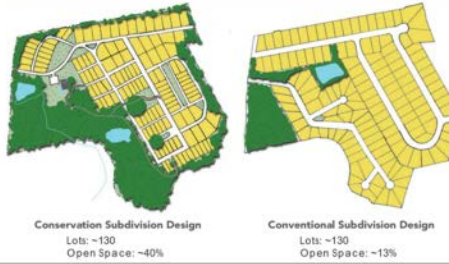 Conservation Subdivision Design
Lots: ~130
Open Space: ~40%
Conventional Subdivision Design
Lots: ~130
Open Space: ~13%